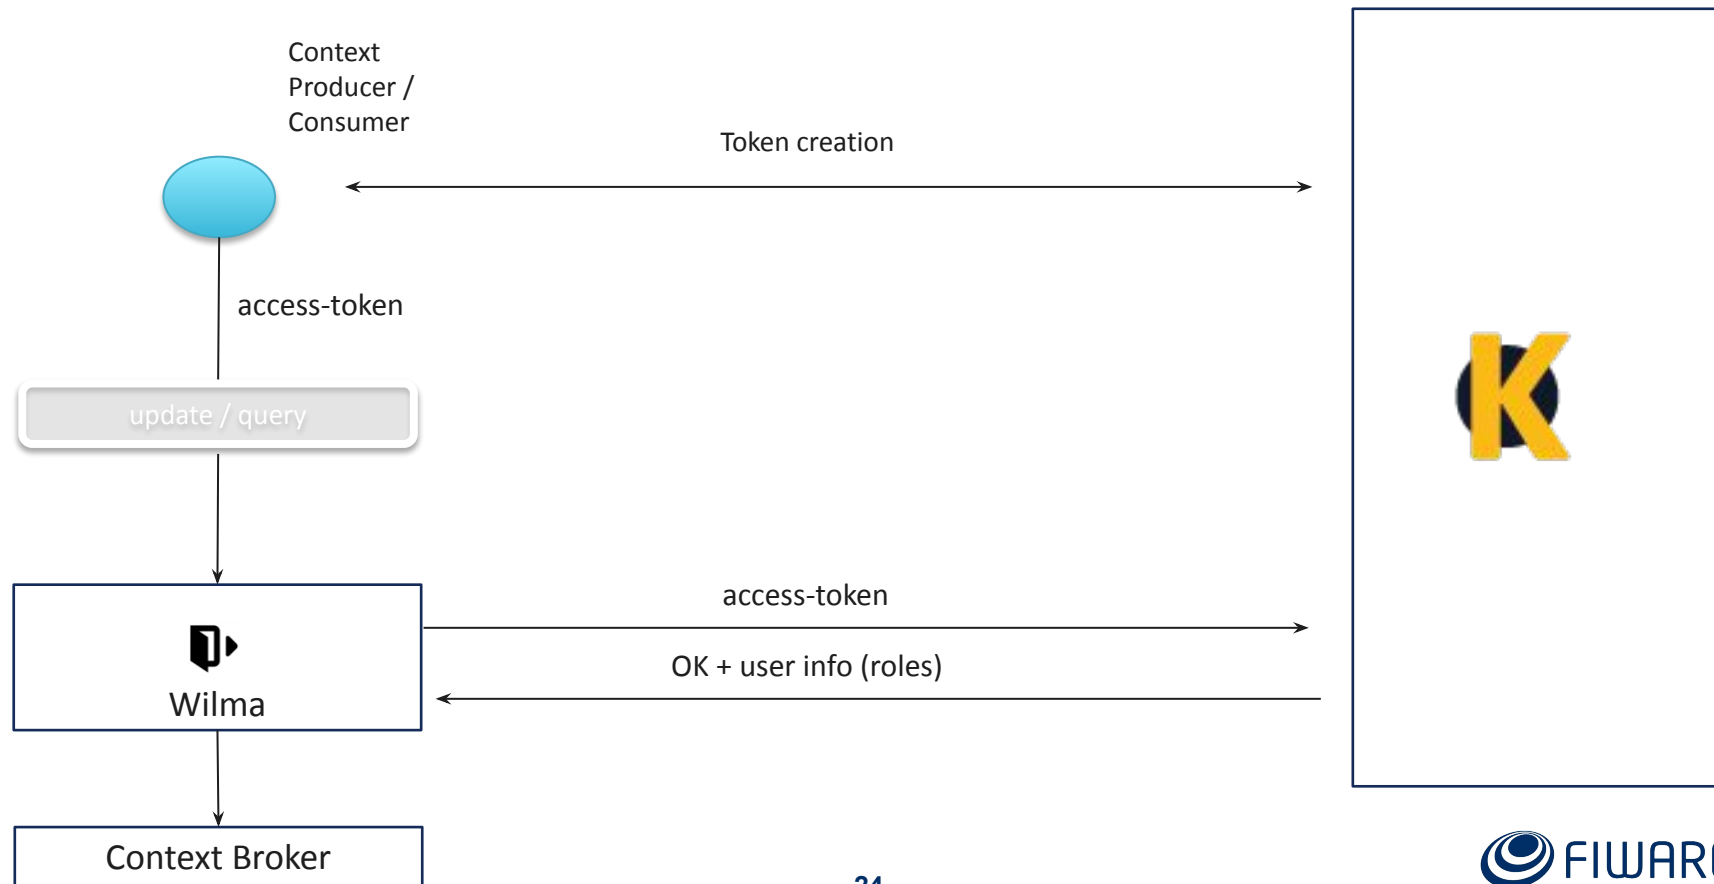 Context
Producer /
Consumer
Token creation
access-token
update / query
access-token
OK + user info (roles)
Wilma
K
Context Broker